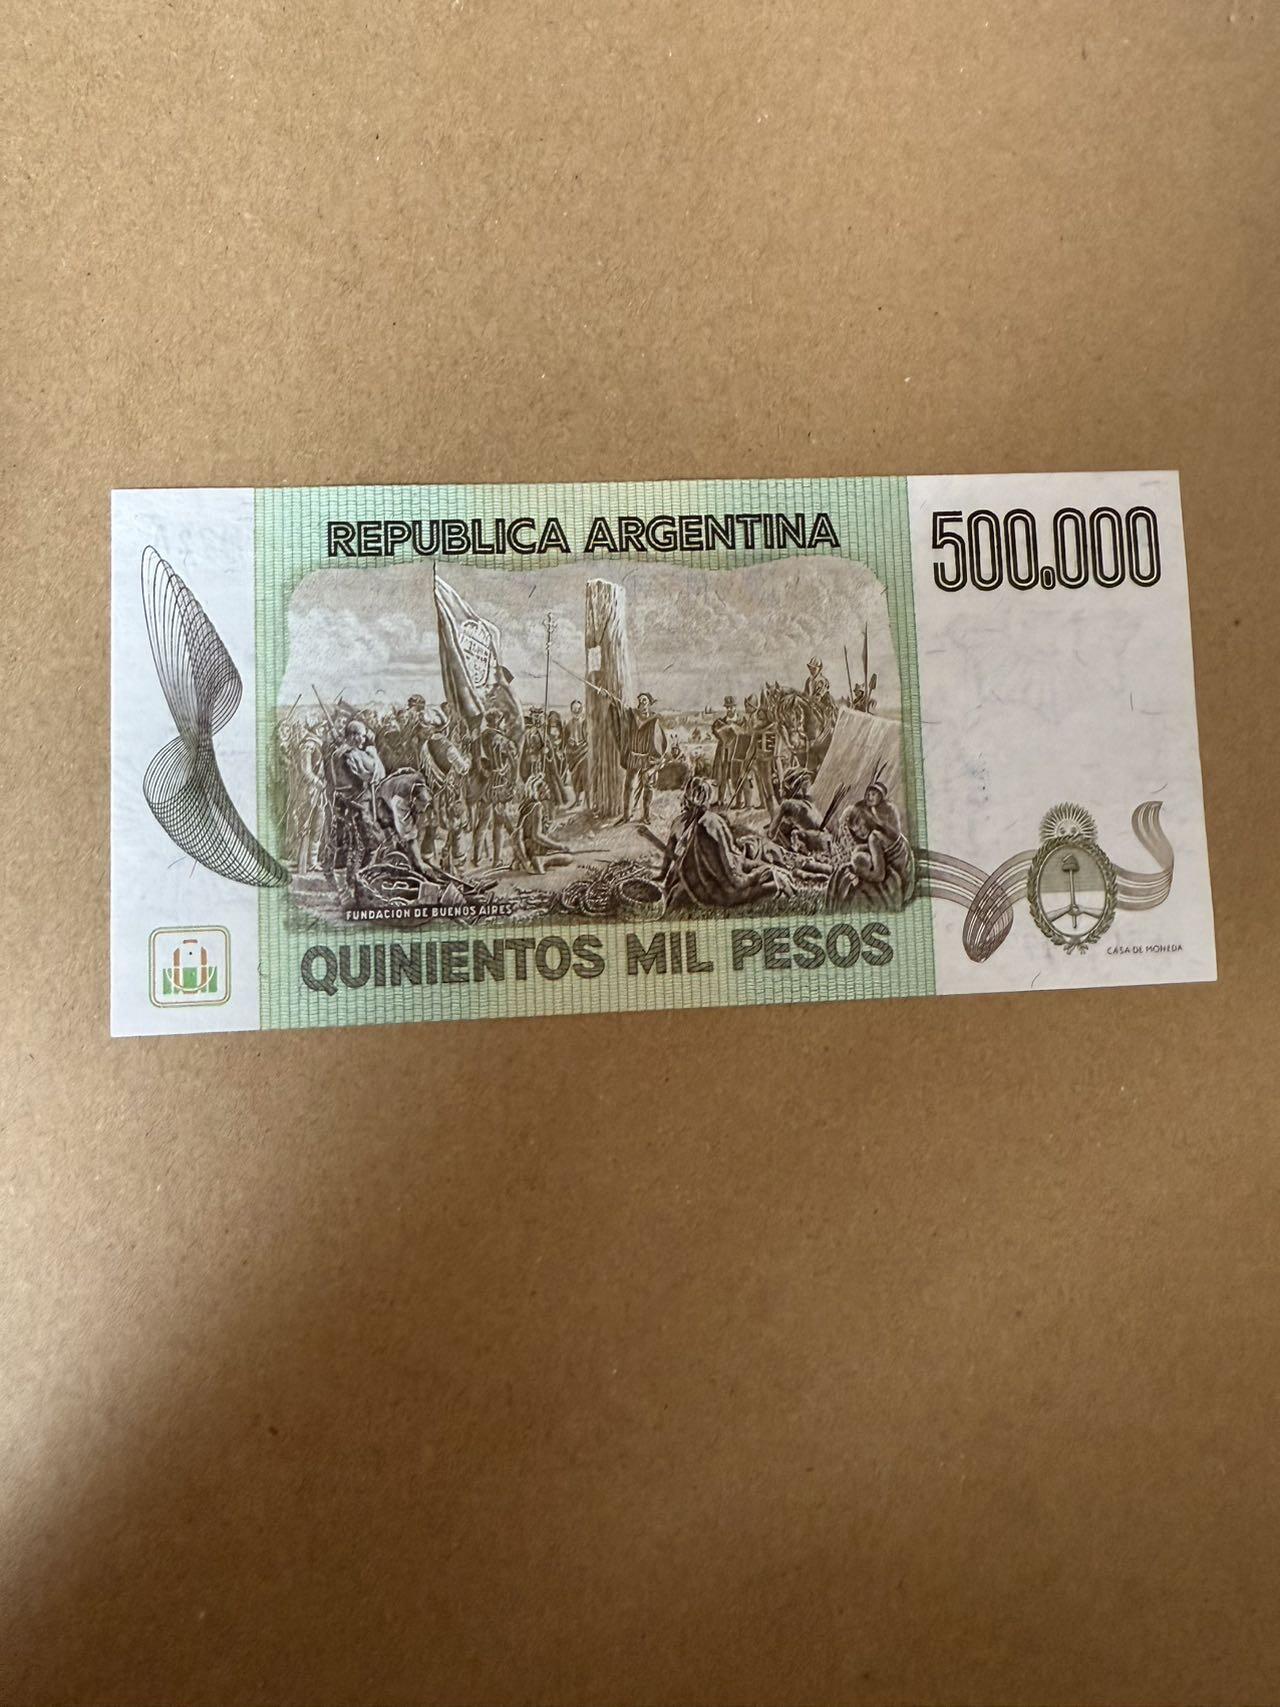 REPUBLICA ARGENTINA
500.000
FUNDACION DE BUENOS AIRES
QUINIENTOS MIL PESOS
CASA DE MONEDA